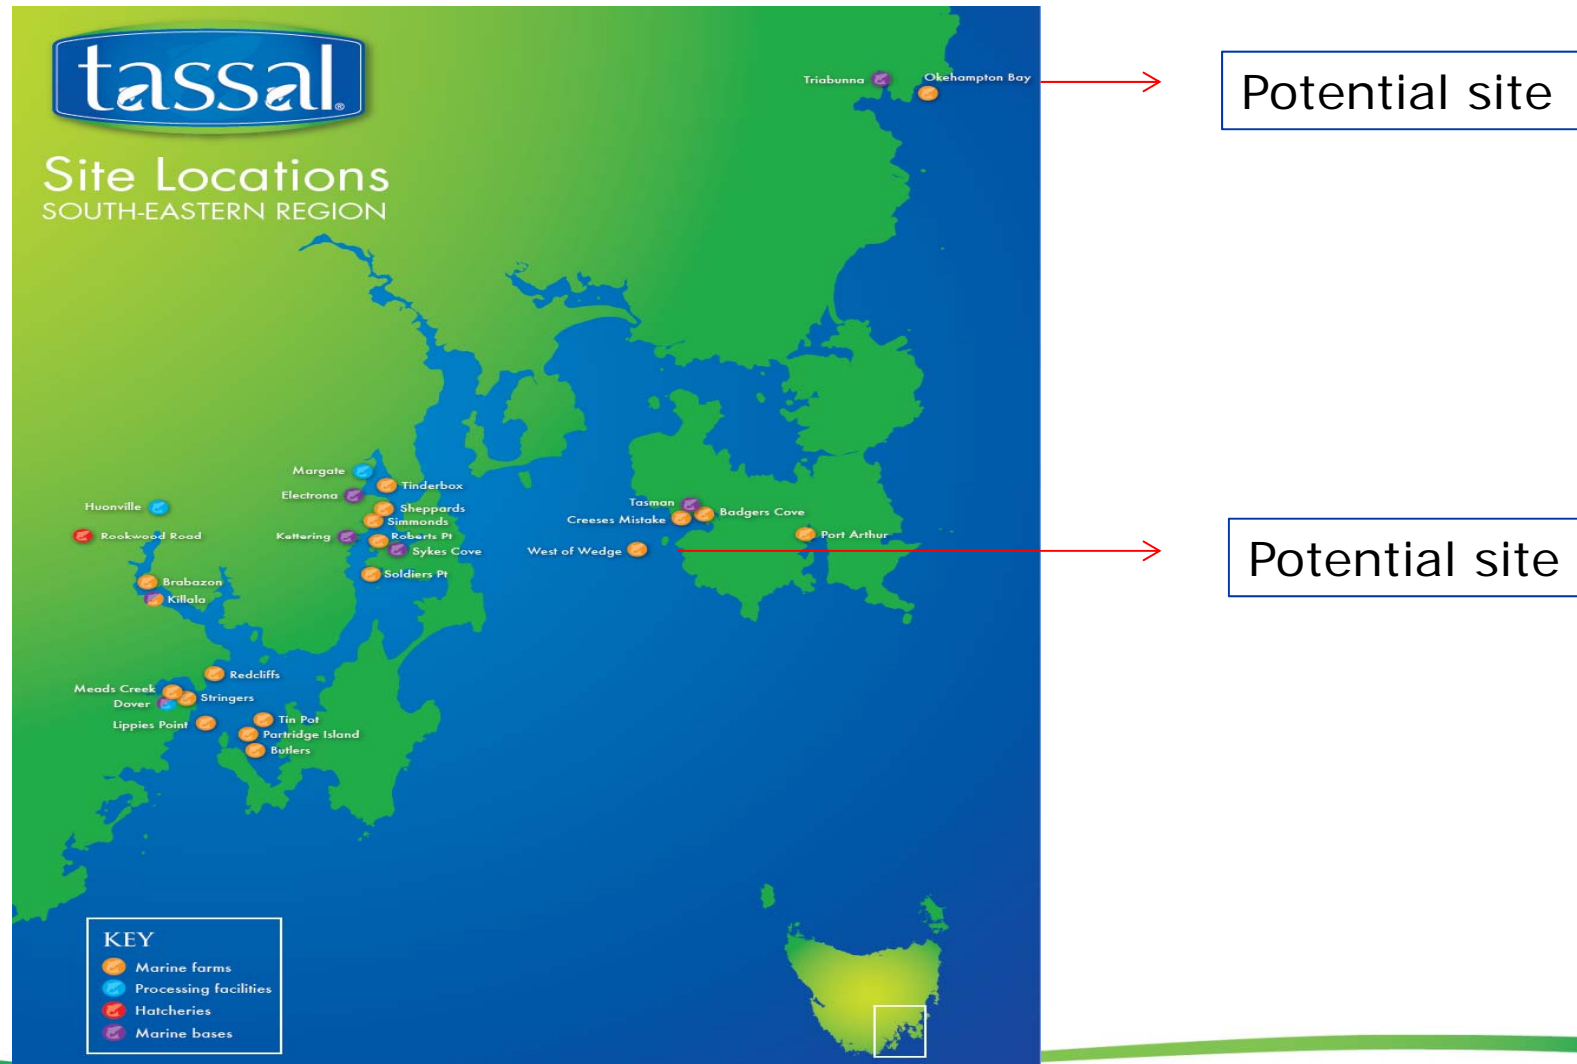 tassal®
Site Locations
SOUTH-EASTERN REGION
Triabunna
Okehampton Bay
Potential site
Margate
Tinderbox
Electrona
Huonville
Sheppards
Simmonds
Rookwood Road
Kettering
Roberts Pt
Sykes Cove
Soldiers Pt
Brabazon
Killala
Tasman
Badgers Cove
Creeses Mistake
Port Arthur
West of Wedge
Potential site
Redcliffs
Meads Creek
Stringers
Dover
Lippies Point
Tin Pot
Partridge Island
Butlers
KEY
Marine farms
Processing facilities
Hatcheries
Marine bases